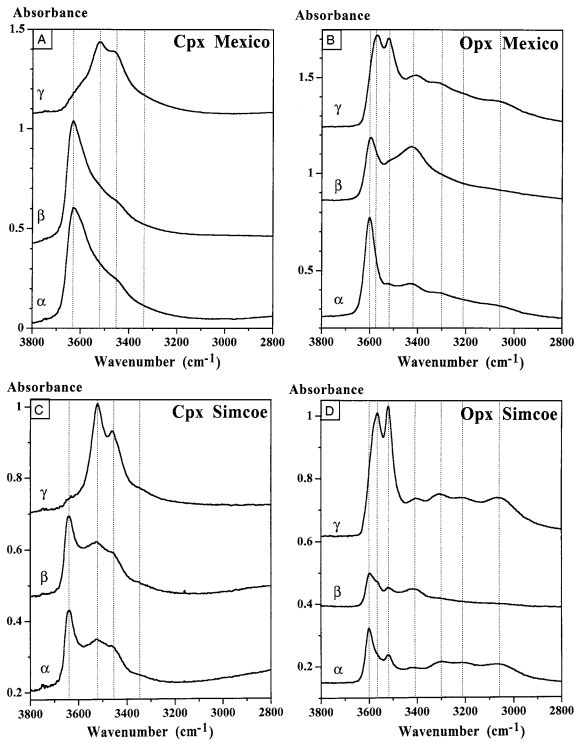 Absorbance
Absorbance
A
Cpx Mexico
B
Opx Mexico
1.5
1
0.5
0
1.5
1
0.5
γ
β
α
γ
β
α
3800 3600 3400 3200 3000 2800
3800 3600 3400 3200 3000 2800
Wavenumber (cm-1)
Wavenumber (cm-1)
Absorbance
Absorbance
C
Cpx Simcoe
D
Opx Simcoe
1
0.8
0.6
0.4
0.2
1
0.8
0.6
0.4
0.2
γ
β
α
γ
β
α
3800 3600 3400 3200 3000 2800
3800 3600 3400 3200 3000 2800
Wavenumber (cm-1)
Wavenumber (cm-1)